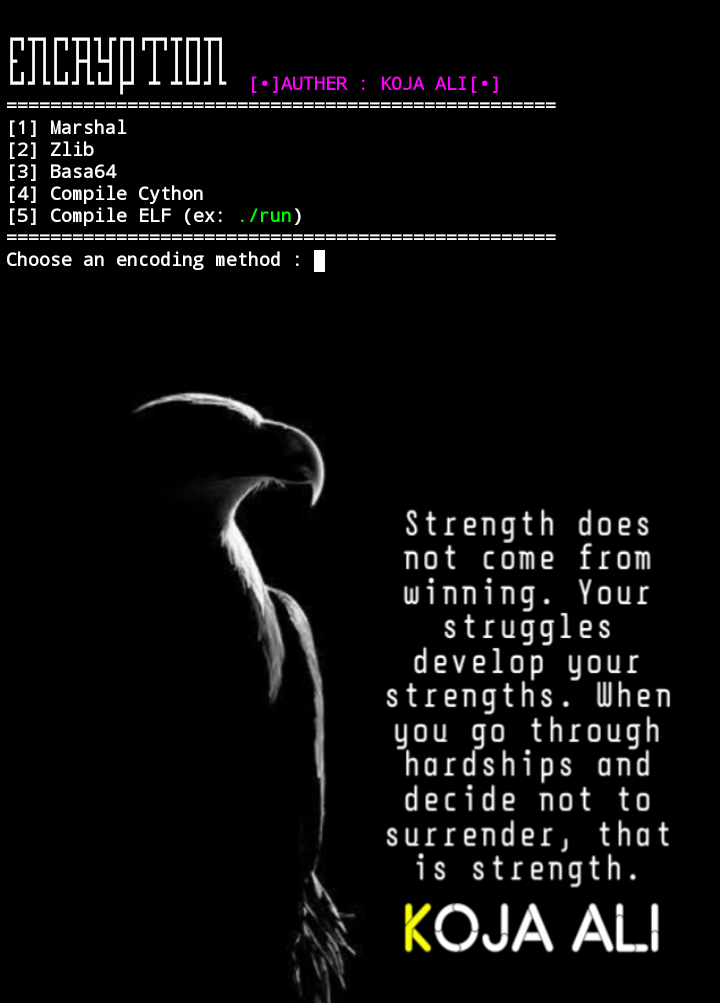 ENCRYPTION [•]AUTHER : KOJA ALI[•]
==================================================
[1] Marshal
[2] Zlib
[3] Basa64
[4] Compile Cython
[5] Compile ELF (ex: ./run)
==================================================
Choose an encoding method :
Strength does
not come from
winning. Your
struggles
develop your
strengths. When
you go through
hardships and
decide not to
surrender, that
is strength.
KOJA ALI